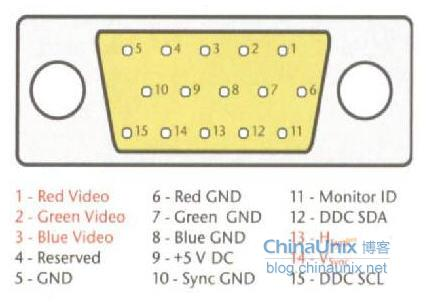 5 4 3 2 1
10 9 8 7 6
15 14 13 12 11
1 - Red Video 6 - Red GND 11 - Monitor ID
2 - Green Video 7 - Green GND 12 - DDC SDA
3 - Blue Video 8 - Blue GND 13 - H
4 - Reserved 9 - +5 V DC 14 - VSync
5 - GND 10 - Sync GND 15 - DDC SCL
ChinaUnix 博客
blog.chinaunix.net